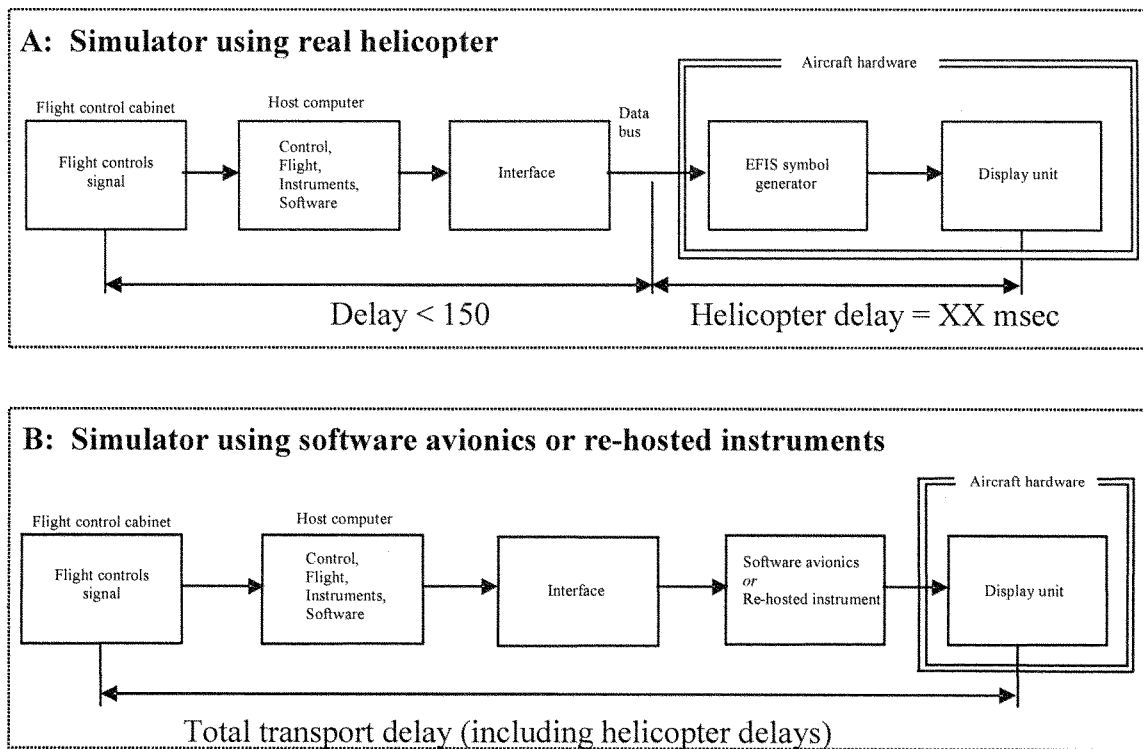 A: Simulator using real helicopter
Aircraft hardware
Flight control cabinet
Host computer
Data
bus
Flight controls
signal
Control,
Flight,
Instruments,
Software
Interface
EFIS symbol
generator
Display unit
Delay < 150
Helicopter delay = XX msec
B: Simulator using software avionics or re-hosted instruments
Aircraft hardware
Flight control cabinet
Host computer
Flight controls
signal
Control,
Flight,
Instruments,
Software
Interface
Software avionics
or
Re-hosted instrument
Display unit
Total transport delay (including helicopter delays)